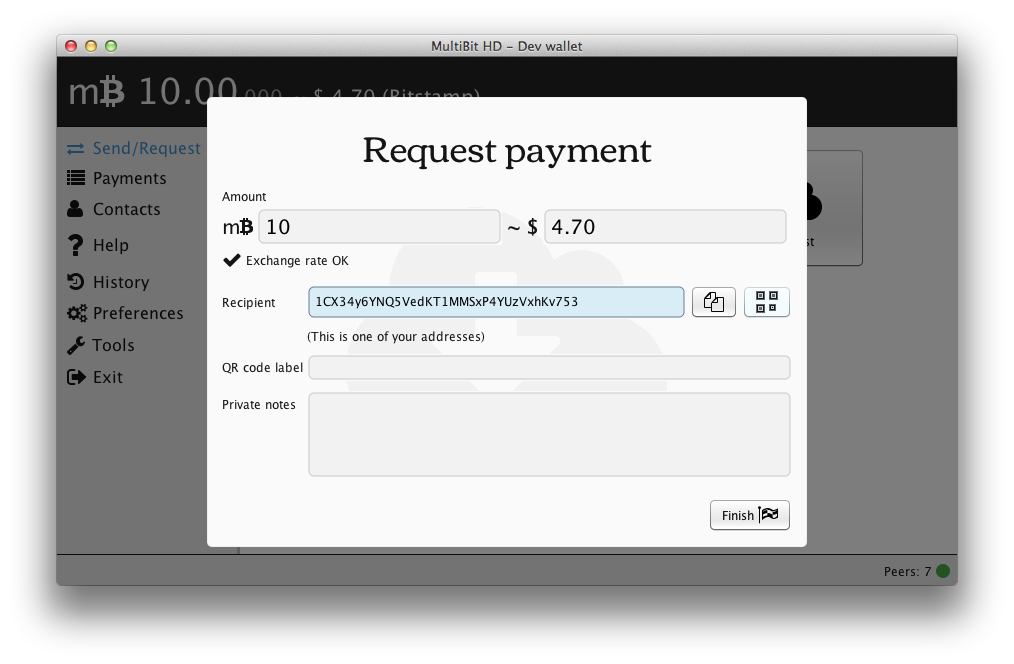 MultiBit HD – Dev wallet
m₿ 10.00000 ~ $ 4.70 (Bitstamp)
Send/Request
Payments
Contacts
Help
History
Preferences
Tools
Exit
Request payment
Amount
m₿ 10 ~ $ 4.70
Exchange rate OK
Recipient 1CX34y6YNQ5VedKT1MMSxP4YUzVxhKv753
(This is one of your addresses)
QR code label
Private notes
Finish
Peers: 7